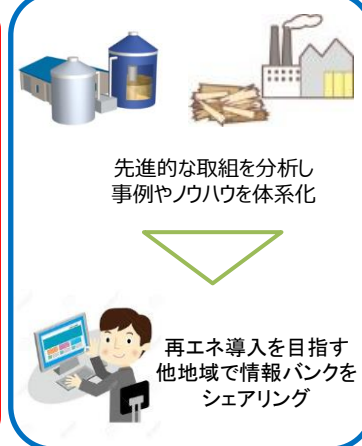 先進的な取組を分析し
事例やノウハウを体系化
再エネ導入を目指す
他地域で情報バンクを
シェアリング